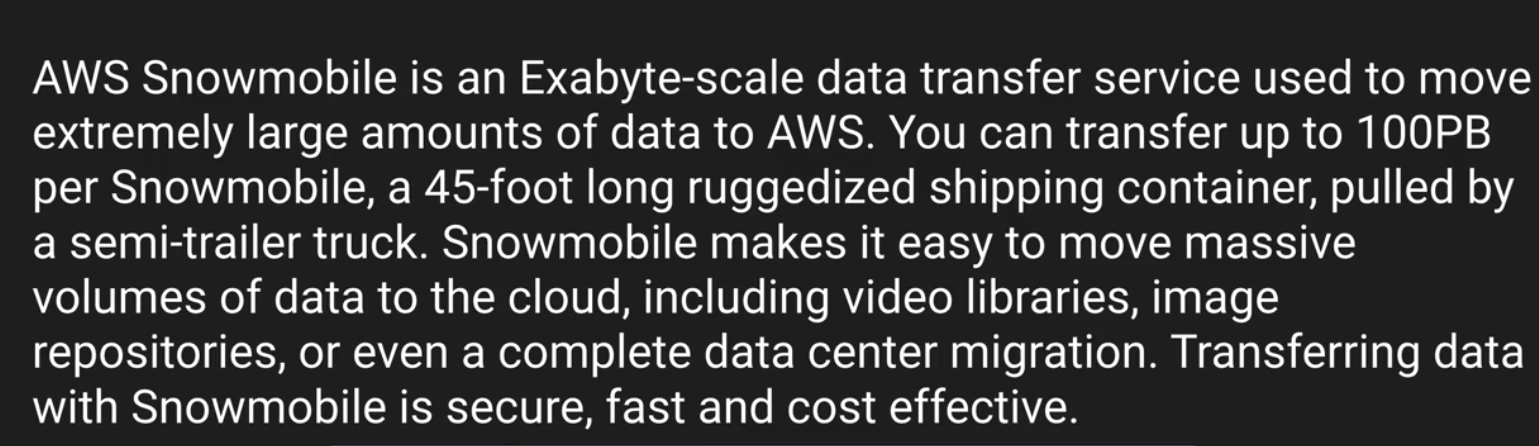 AWS Snowmobile is an Exabyte-scale data transfer service used to move
extremely large amounts of data to AWS. You can transfer up to 100PB
per Snowmobile, a 45-foot long ruggedized shipping container, pulled by
a semi-trailer truck. Snowmobile makes it easy to move massive
volumes of data to the cloud, including video libraries, image
repositories, or even a complete data center migration. Transferring data
with Snowmobile is secure, fast and cost effective.